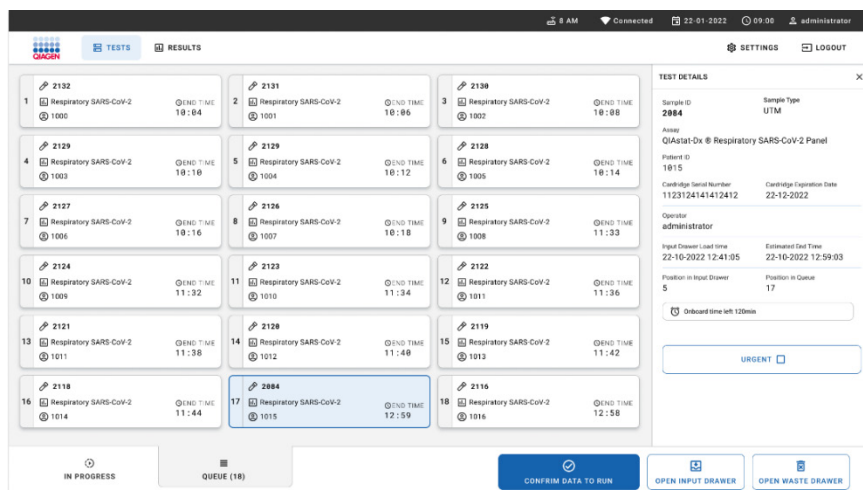 8 AM Connected 22-01-2022 09:00 administrator
QIAGEN TESTS RESULTS SETTINGS LOGOUT
1 2132
Respiratory SARS-CoV-2 END TIME
1000 10:04
2 2131
Respiratory SARS-CoV-2 END TIME
1001 10:06
3 2130
Respiratory SARS-CoV-2 END TIME
1002 10:08
4 2129
Respiratory SARS-CoV-2 END TIME
1003 10:10
5 2129
Respiratory SARS-CoV-2 END TIME
1004 10:12
6 2128
Respiratory SARS-CoV-2 END TIME
1005 10:14
7 2127
Respiratory SARS-CoV-2 END TIME
1006 10:16
8 2126
Respiratory SARS-CoV-2 END TIME
1007 10:18
9 2125
Respiratory SARS-CoV-2 END TIME
1008 11:33
10 2124
Respiratory SARS-CoV-2 END TIME
1009 11:32
11 2123
Respiratory SARS-CoV-2 END TIME
1010 11:34
12 2122
Respiratory SARS-CoV-2 END TIME
1011 11:36
13 2121
Respiratory SARS-CoV-2 END TIME
1011 11:38
14 2120
Respiratory SARS-CoV-2 END TIME
1012 11:40
15 2119
Respiratory SARS-CoV-2 END TIME
1013 11:42
16 2118
Respiratory SARS-CoV-2 END TIME
1014 11:44
17 2084
Respiratory SARS-CoV-2 END TIME
1015 12:59
18 2116
Respiratory SARS-CoV-2 END TIME
1016 12:58
TEST DETAILS
Sample ID Sample Type
2084 UTM
Assay
QIAstat-Dx ® Respiratory SARS-CoV-2 Panel
Patient ID
1015
Cardridge Serial Number Cardridge Expiration Date
1123124141412412 22-12-2022
Operator
administrator
Input Drawer Load time Estimated End Time
22-10-2022 12:41:05 22-10-2022 12:59:03
Position in Input Drawer Position in Queue
5 17
Onboard time left 120min
URGENT
IN PROGRESS QUEUE (18) CONFRIM DATA TO RUN OPEN INPUT DRAWER OPEN WASTE DRAWER